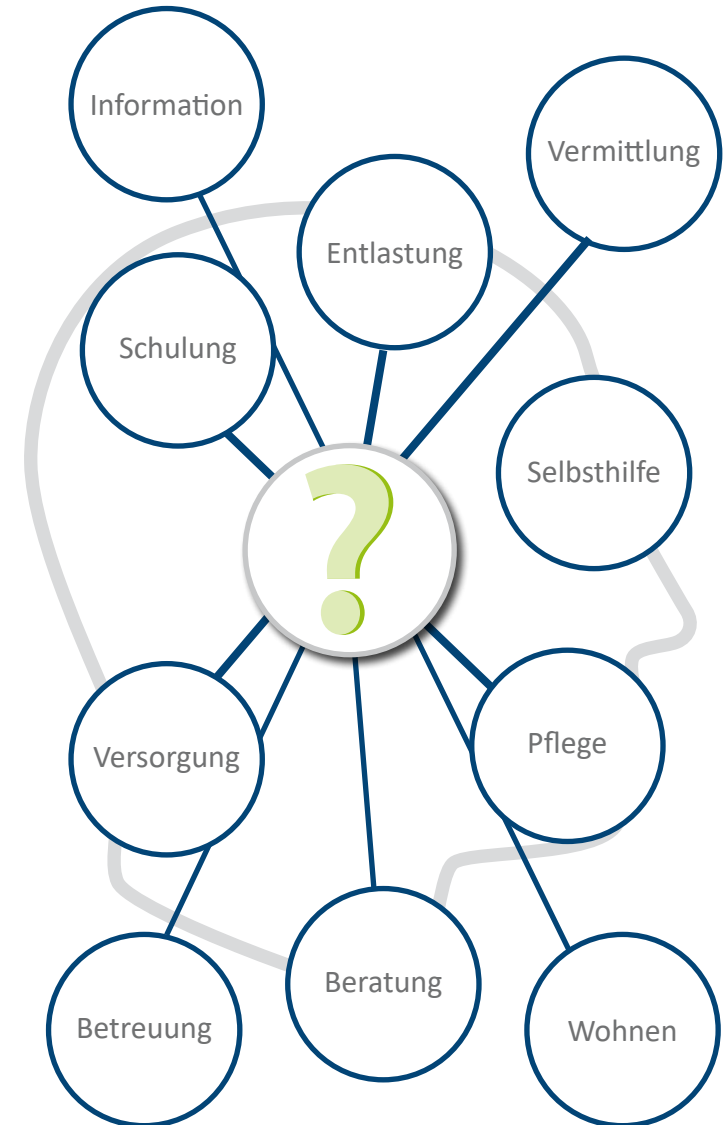 Information
Vermittlung
Entlastung
Schulung
Selbsthilfe
?
Versorgung
Pflege
Beratung
Betreuung
Wohnen